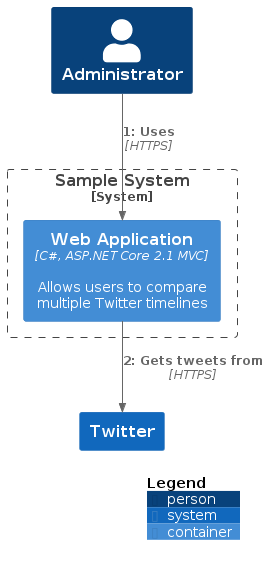 Administrator
1: Uses
[HTTPS]
Sample System
[System]
Web Application
[C#, ASP.NET Core 2.1 MVC]
Allows users to compare
multiple Twitter timelines
2: Gets tweets from
[HTTPS]
Twitter
Legend
person
system
container